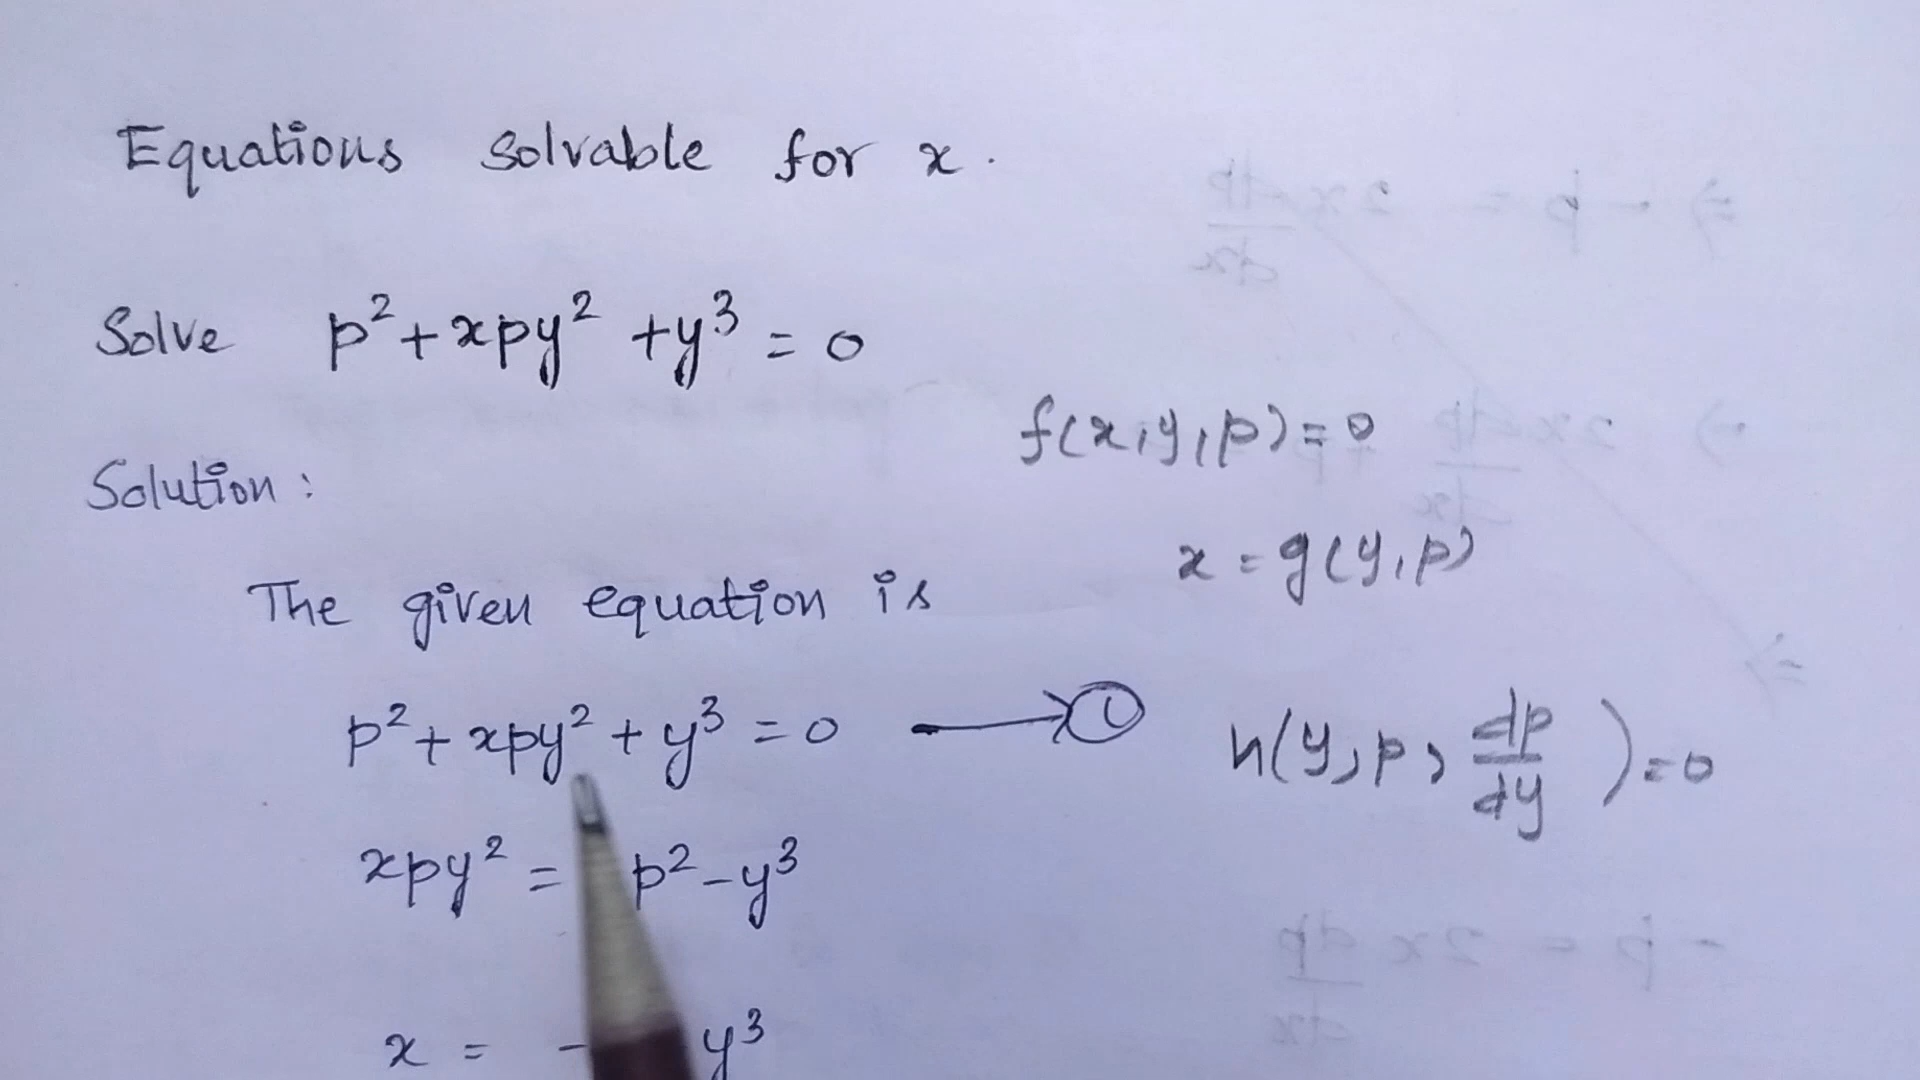 Equations solvable for x.
Solve p² + xpy² + y³ = 0
f(x,y,p) = 0
Solution:
x = g(y,p)
The given equation is
p² + xpy² + y³ = 0 → ①
h(y, p, dp/dy) = 0
xpy² = p² - y³
x = - y³